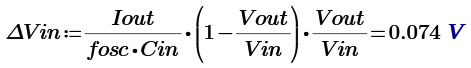 ΔVin := Iout / (fosc · Cin) · (1 − Vout / Vin) · Vout / Vin = 0.074 V